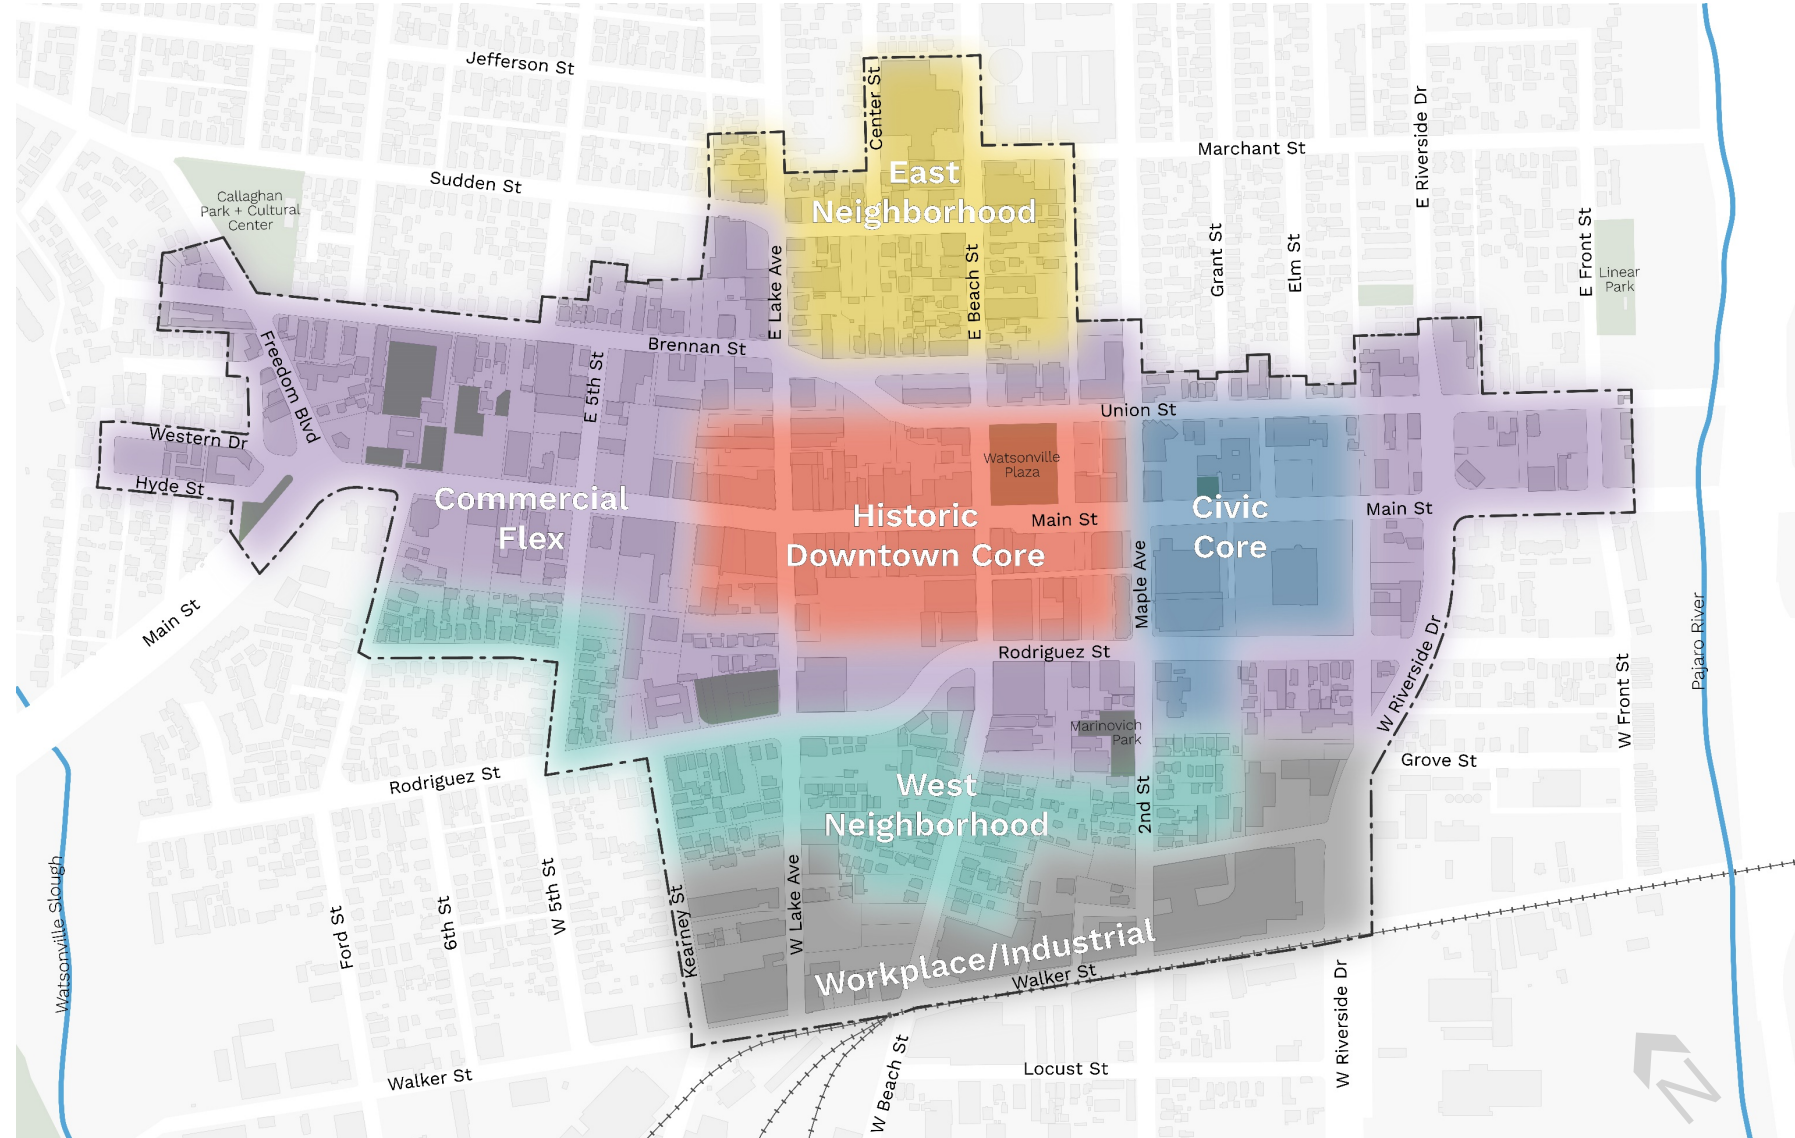 Jefferson St
Center St
Marchant St
E Riverside Dr
East
Neighborhood
Sudden St
Callaghan
Park + Cultural
Center
E Lake Ave
E Beach St
Grant St
Elm St
E Front St
Linear
Park
Freedom Blvd
Brennan St
E 5th St
Union St
Western Dr
Hyde St
Watsonville
Plaza
Commercial
Flex
Historic
Downtown Core
Main St
Civic
Core
Main St
Maple Ave
Main St
Rodriguez St
W Riverside Dr
W Front St
Pajaro River
Marinovich
Park
Rodriguez St
Grove St
West
Neighborhood
2nd St
Watsonville Slough
Ford St
6th St
W 5th St
Kearney St
W Lake Ave
Workplace/Industrial
Walker St
W Riverside Dr
Walker St
W Beach St
Locust St
N